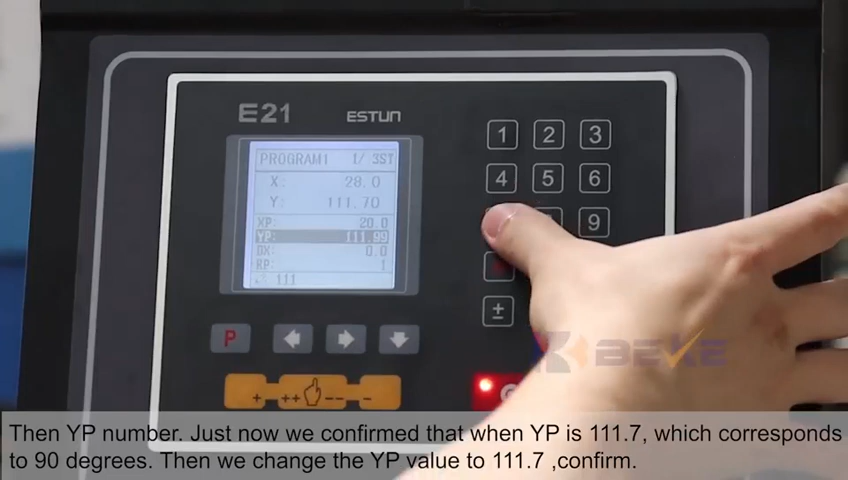 E21 ESTUN
PROGRAM1 1/ 3ST
X: 28.0
Y: 111.70
XP: 20.0
YP: 111.99
DX: 0.0
RP: 1
111
1 2 3
4 5 6
9
±
P
+ ++ -- -
BEKE
Then YP number. Just now we confirmed that when YP is 111.7, which corresponds
to 90 degrees. Then we change the YP value to 111.7 ,confirm.